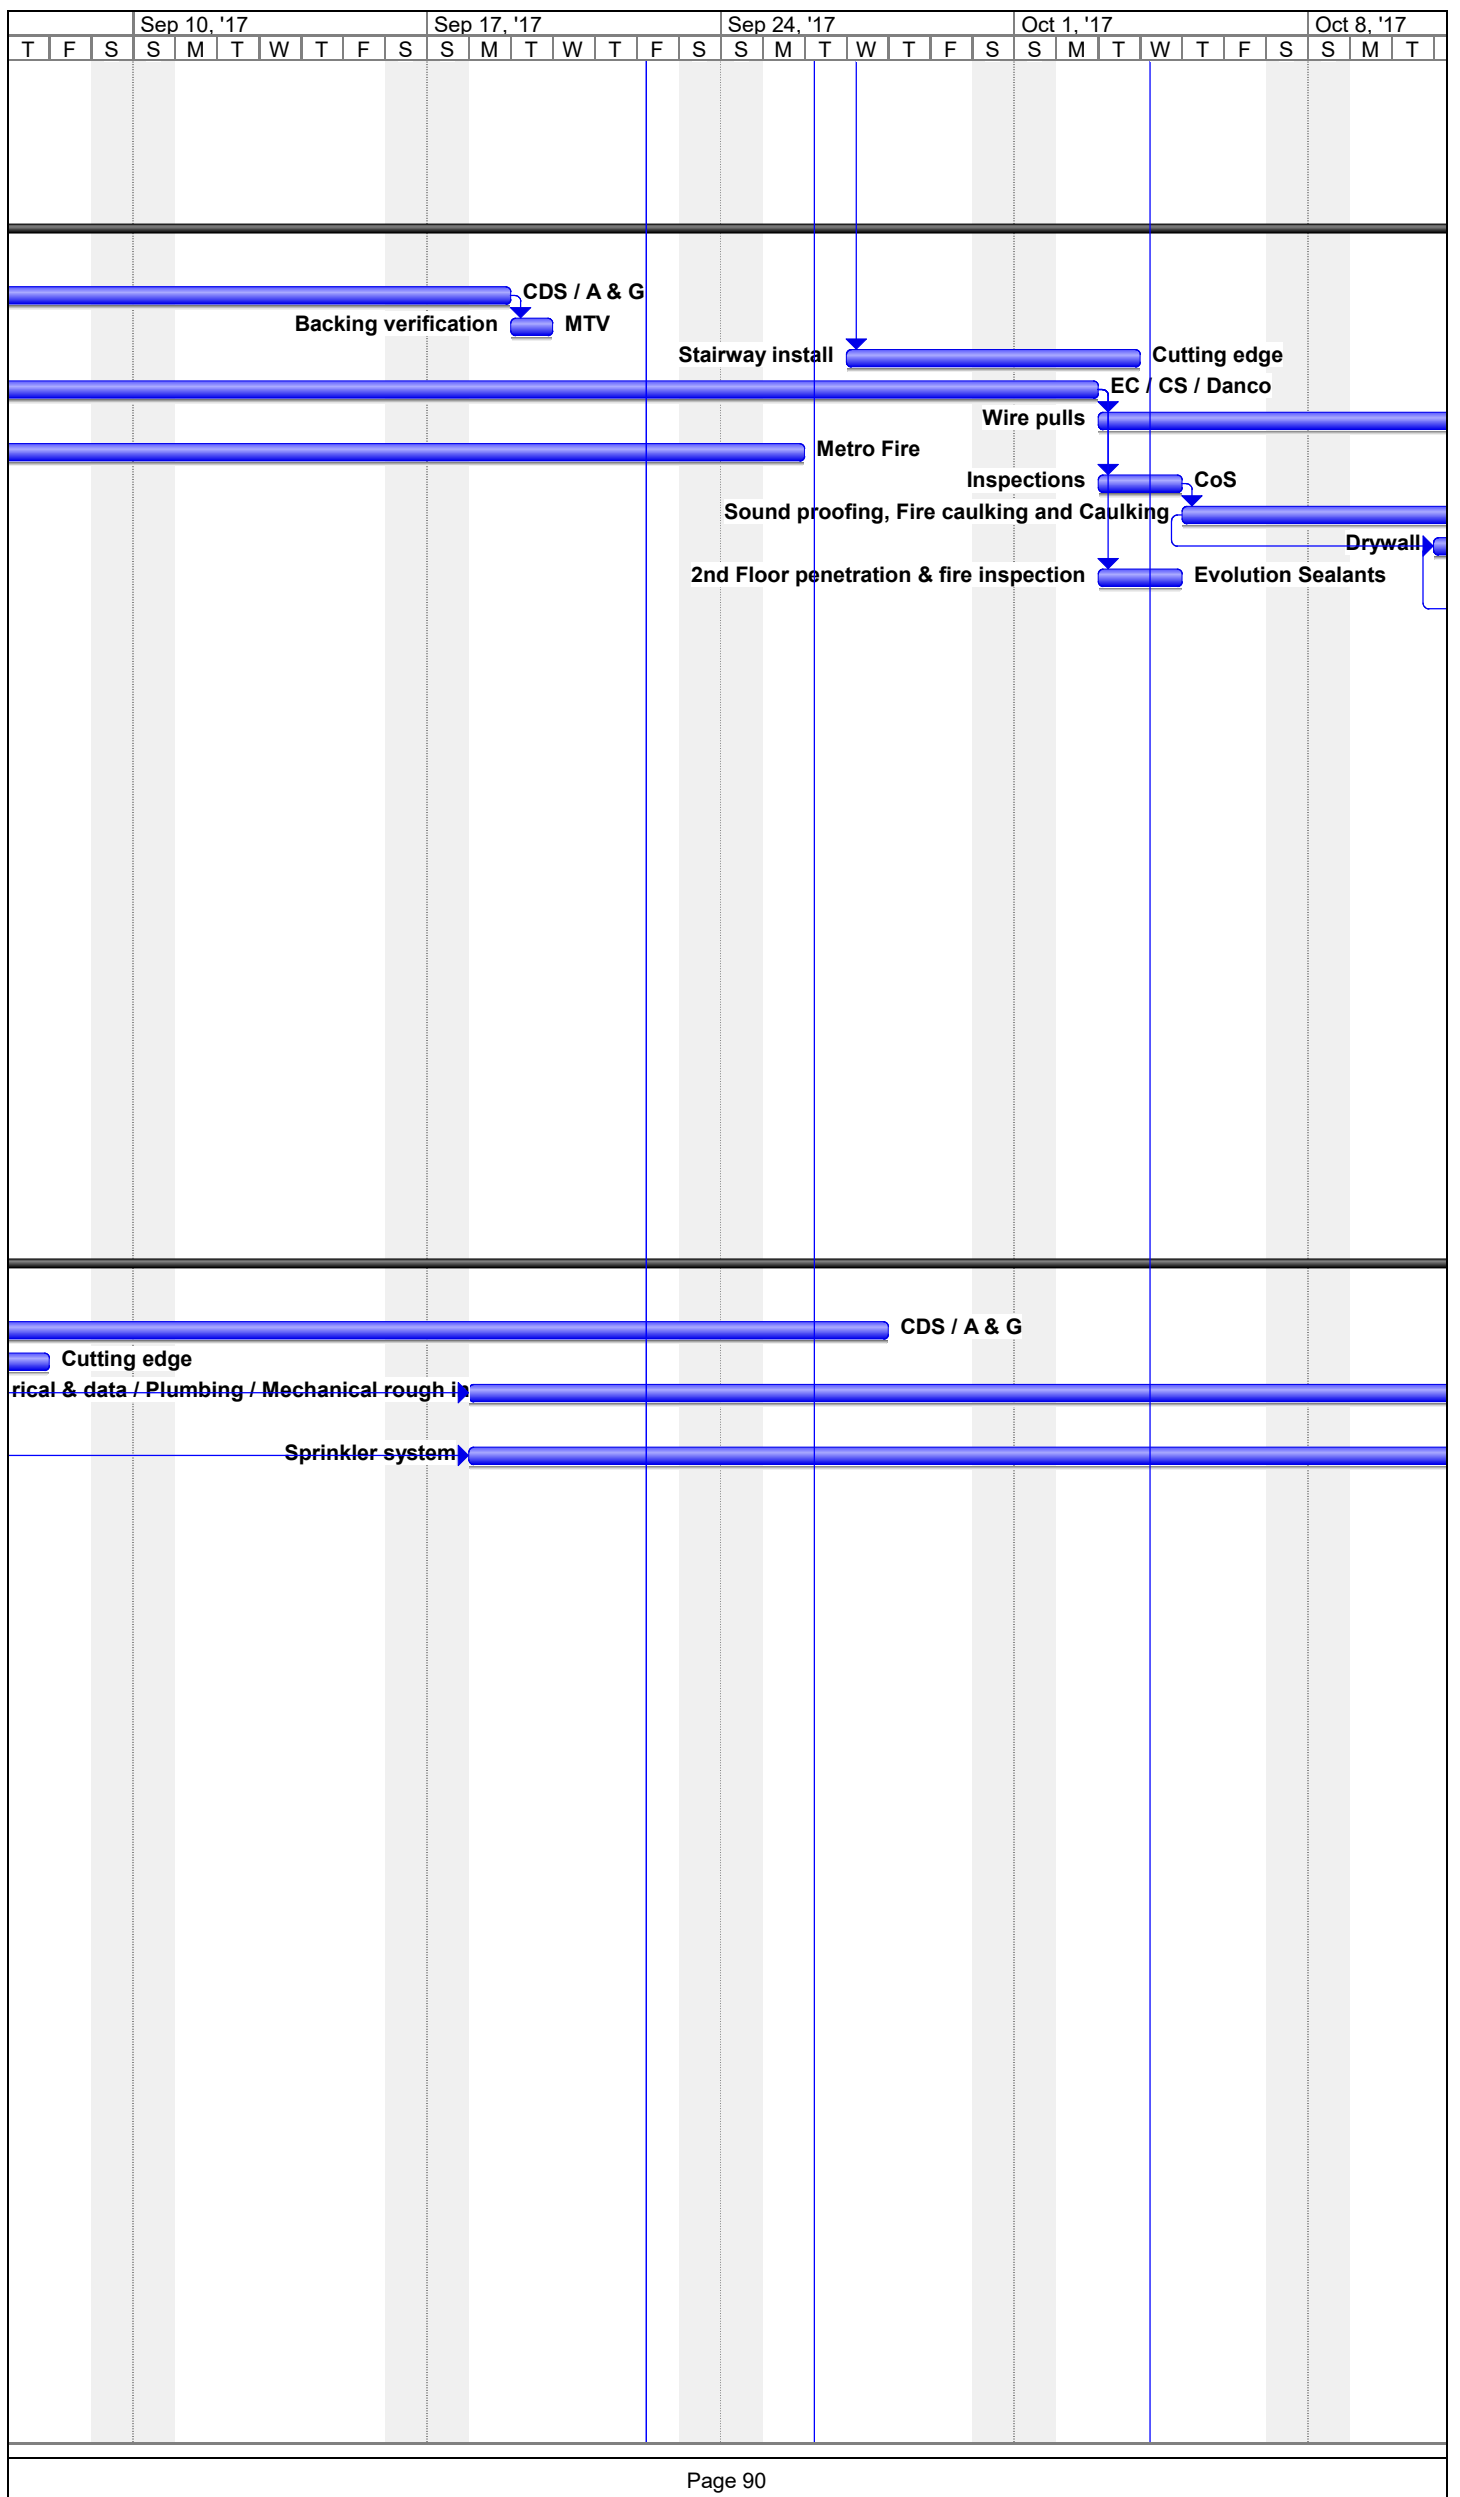 Sep 10, '17 Sep 17, '17 Sep 24, '17 Oct 1, '17 Oct 8, '17
T F S S M T W T F S S M T W T F S S M T W T F S S M T W T F S S M T
CDS / A & G
Backing verification MTV
Stairway install Cutting edge
EC / CS / Danco
Wire pulls
Metro Fire
Inspections CoS
Sound proofing, Fire caulking and Caulking
Drywall
2nd Floor penetration & fire inspection Evolution Sealants
CDS / A & G
Cutting edge
rical & data / Plumbing / Mechanical rough in
Sprinkler system
Page 90